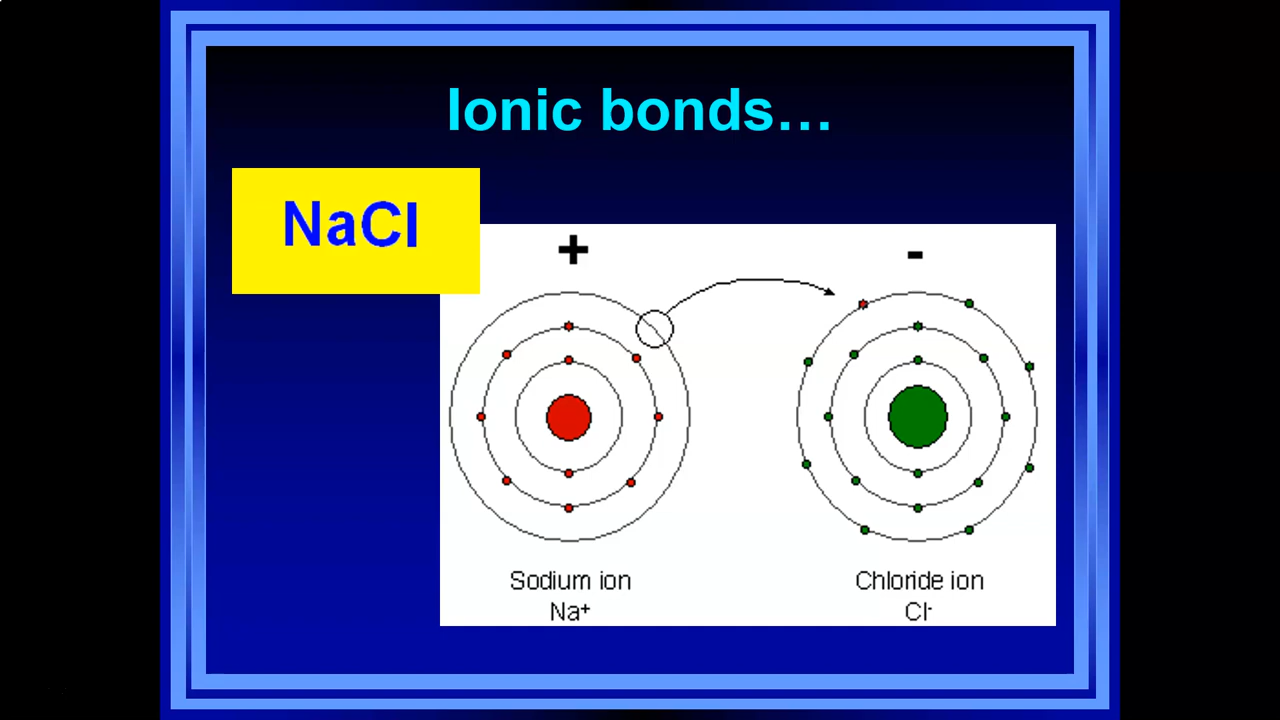 Ionic bonds…
NaCl
+ -
Sodium ion Chloride ion
Na⁺ Cl⁻